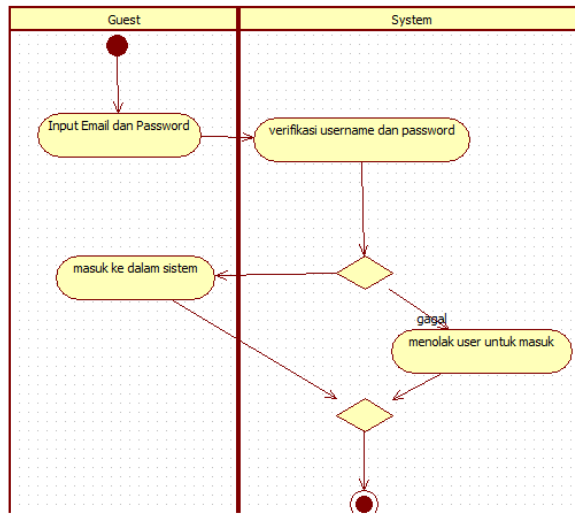 Guest
System
Input Email dan Password
verifikasi username dan password
masuk ke dalam sistem
gagal
menolak user untuk masuk